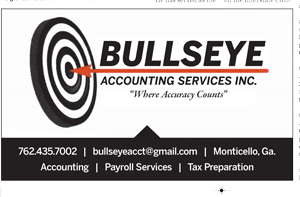 BULLSEYE
ACCOUNTING SERVICES INC.
"Where Accuracy Counts"
762.435.7002 | bullseyeacct@gmail.com | Monticello, Ga.
Accounting | Payroll Services | Tax Preparation